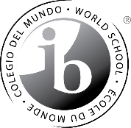 COLEGIO DEL MUNDO • WORLD SCHOOL • ÉCOLE DU MONDE •
ib
®